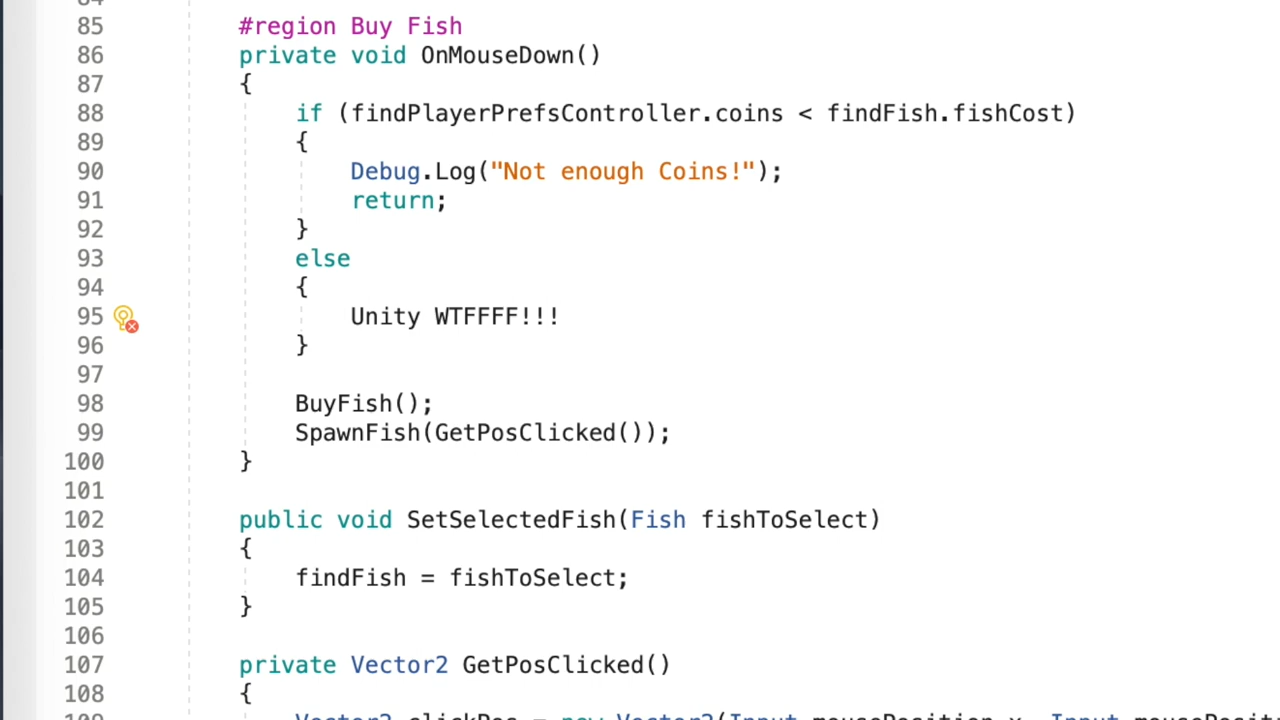 85 #region Buy Fish
86 private void OnMouseDown()
87 {
88 if (findPlayerPrefsController.coins < findFish.fishCost)
89 {
90 Debug.Log("Not enough Coins!");
91 return;
92 }
93 else
94 {
95 Unity WTFFFF!!!
96 }
97
98 BuyFish();
99 SpawnFish(GetPosClicked());
100 }
101
102 public void SetSelectedFish(Fish fishToSelect)
103 {
104 findFish = fishToSelect;
105 }
106
107 private Vector2 GetPosClicked()
108 {